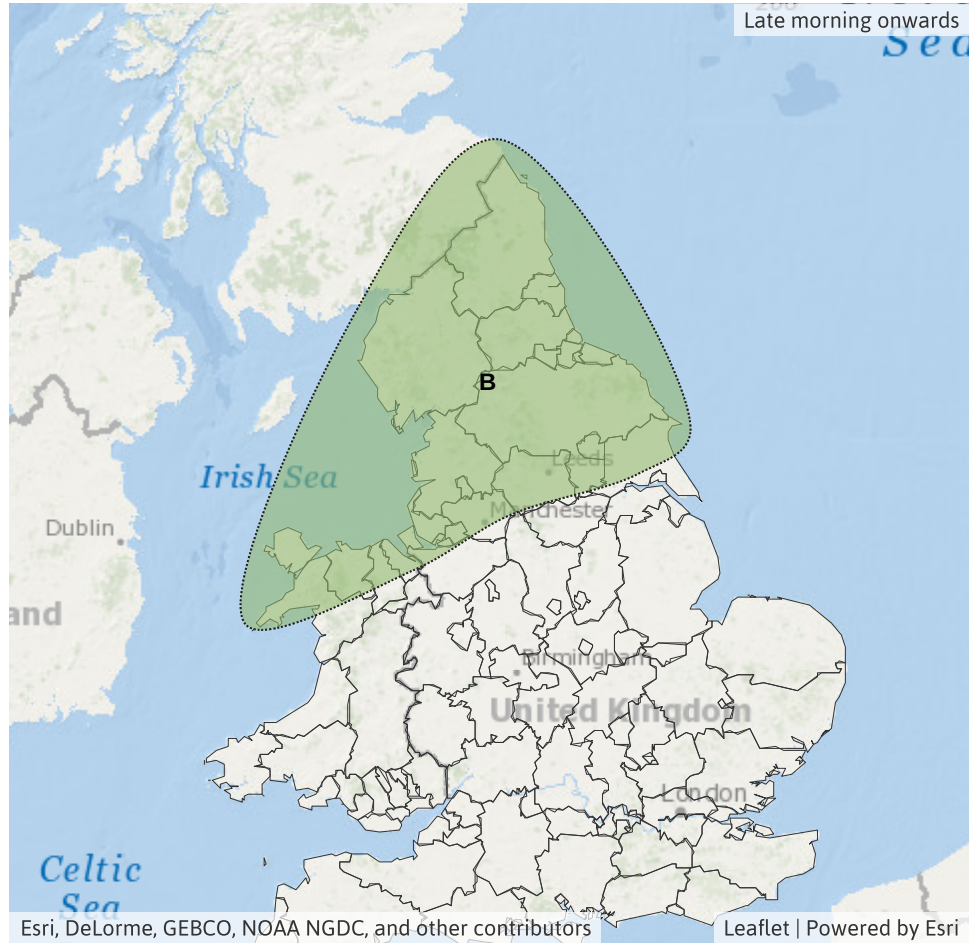 Late morning onwards
Sea
B
Leeds
Irish Sea
Manchester
Dublin
and
Birmingham
United Kingdom
London
Celtic
Sea
Esri, DeLorme, GEBCO, NOAA NGDC, and other contributors
Leaflet | Powered by Esri